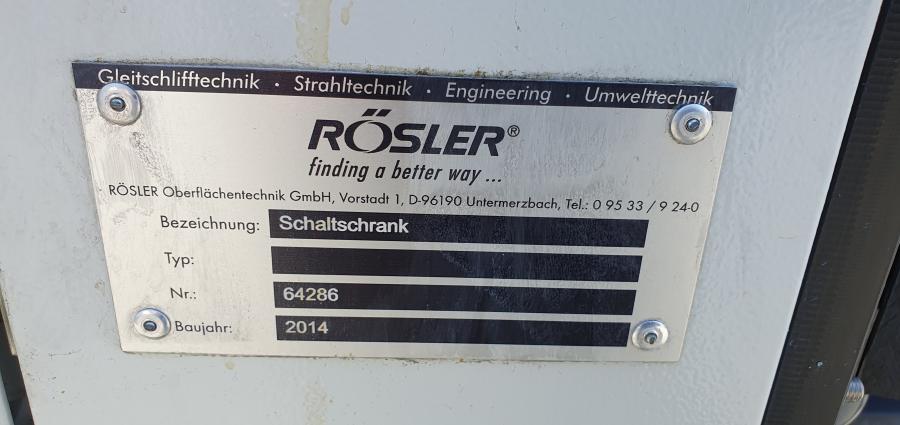 Gleitschlifftechnik · Strahltechnik · Engineering · Umwelttechnik
RÖSLER®
finding a better way ...
RÖSLER Oberflächentechnik GmbH, Vorstadt 1, D-96190 Untermerzbach, Tel.: 0 95 33 / 9 24-0
Bezeichnung: Schaltschrank
Typ:
Nr.: 64286
Baujahr: 2014